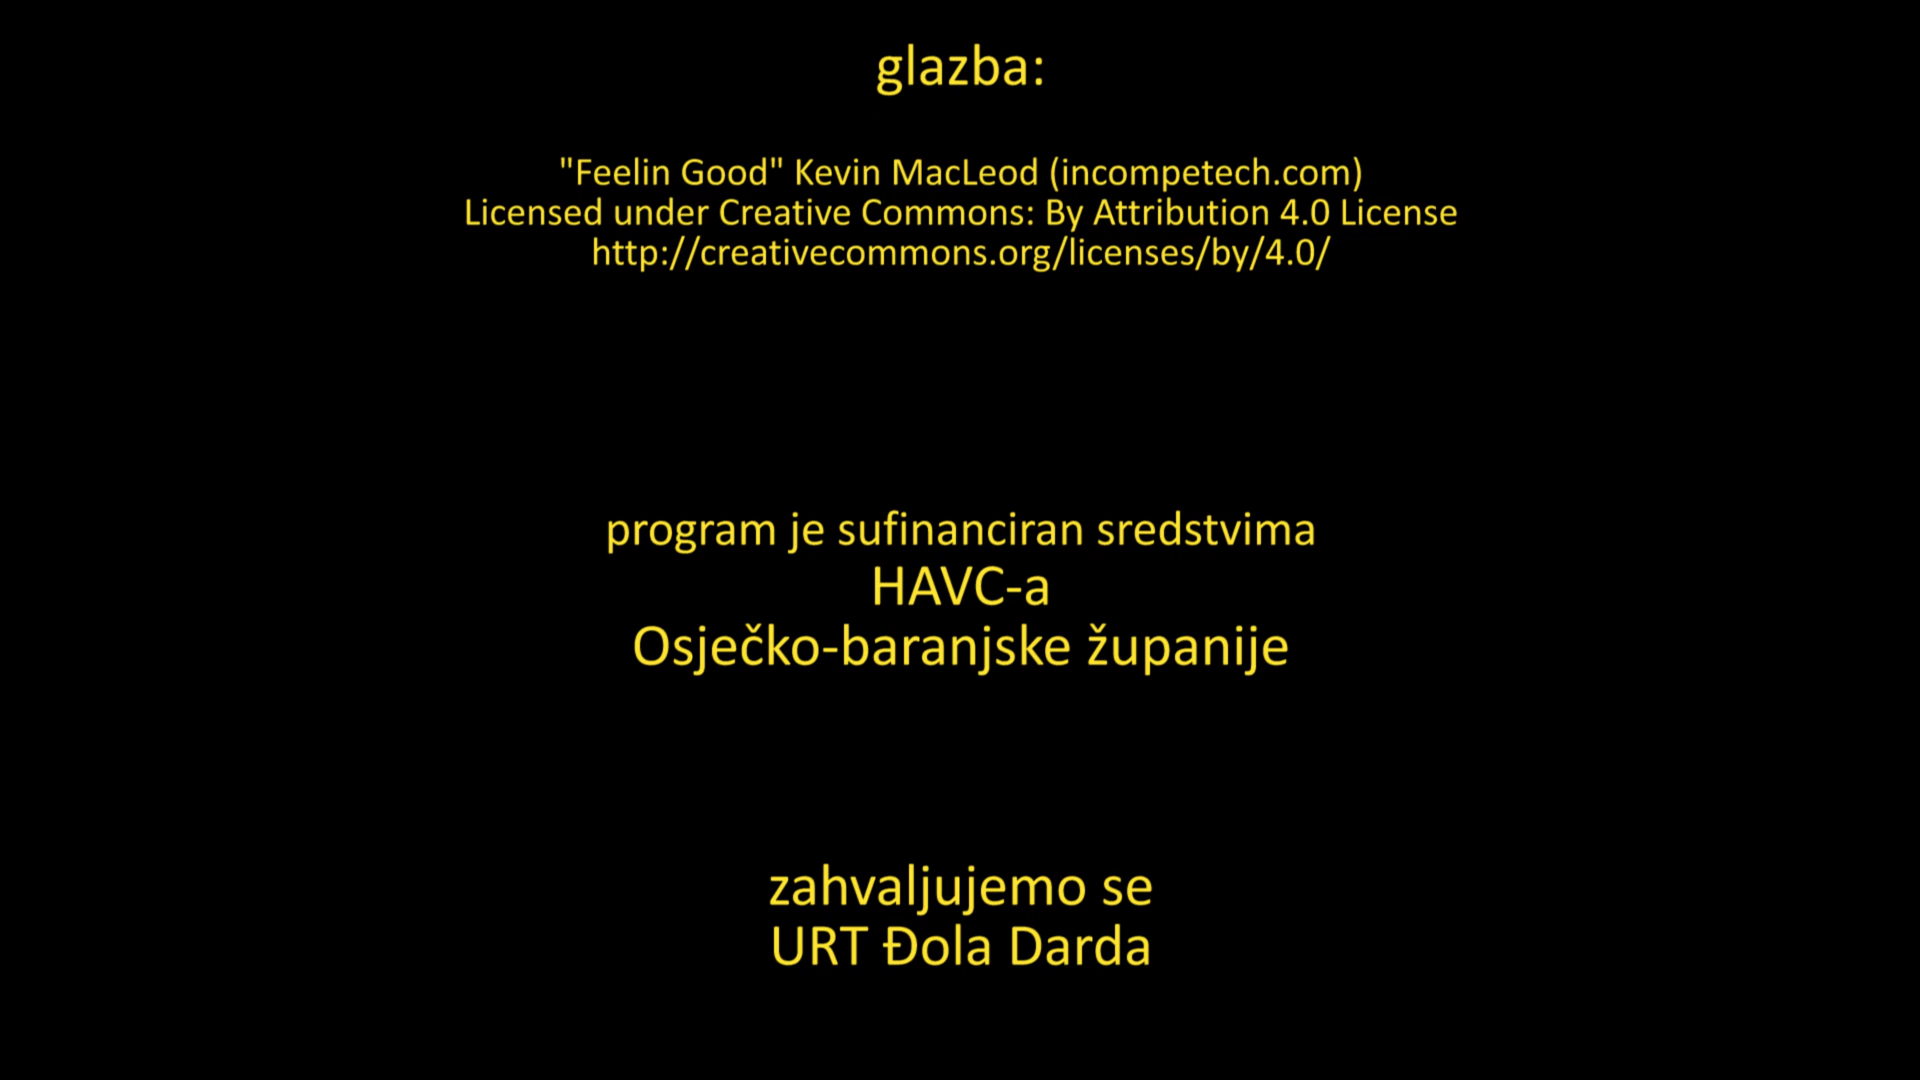 glazba:
"Feelin Good" Kevin MacLeod (incompetech.com)
Licensed under Creative Commons: By Attribution 4.0 License
http://creativecommons.org/licenses/by/4.0/
program je sufinanciran sredstvima
HAVC-a
Osječko-baranjske županije
zahvaljujemo se
URT Đola Darda